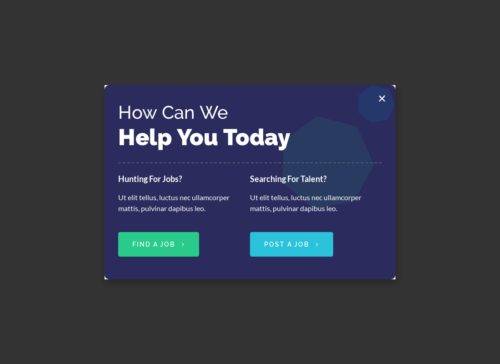 How Can We
Help You Today
Hunting For Jobs?
Ut elit tellus, luctus nec ullamcorper
mattis, pulvinar dapibus leo.
FIND A JOB
Searching For Talent?
Ut elit tellus, luctus nec ullamcorper
mattis, pulvinar dapibus leo.
POST A JOB